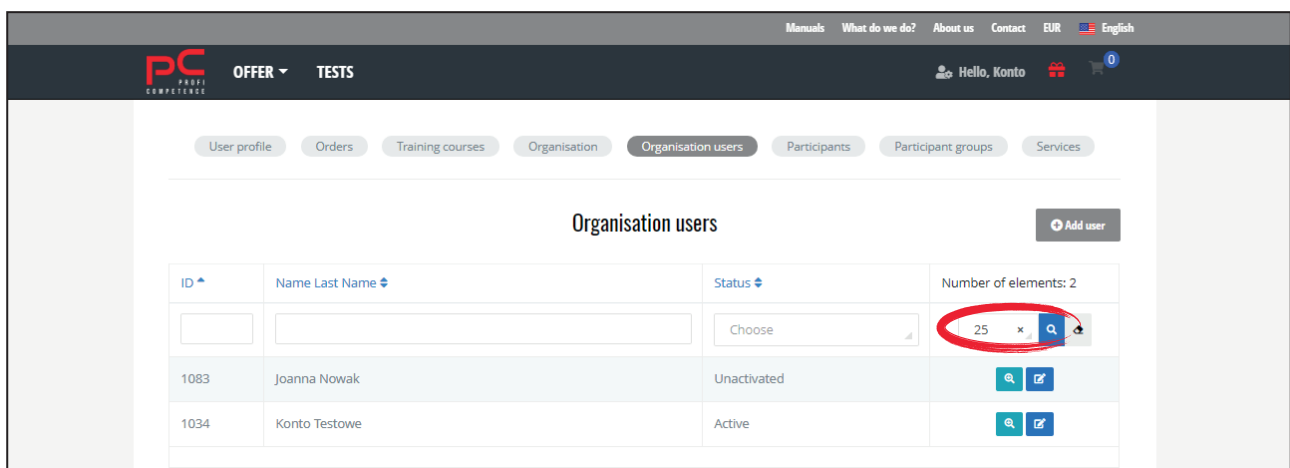 Manuals What do we do? About us Contact EUR English
PC PROFI COMPETENCE OFFER TESTS Hello, Konto 0
User profile Orders Training courses Organisation Organisation users Participants Participant groups Services
Organisation users Add user
ID Name Last Name Status Number of elements: 2
Choose 25 ×
1083 Joanna Nowak Unactivated
1034 Konto Testowe Active